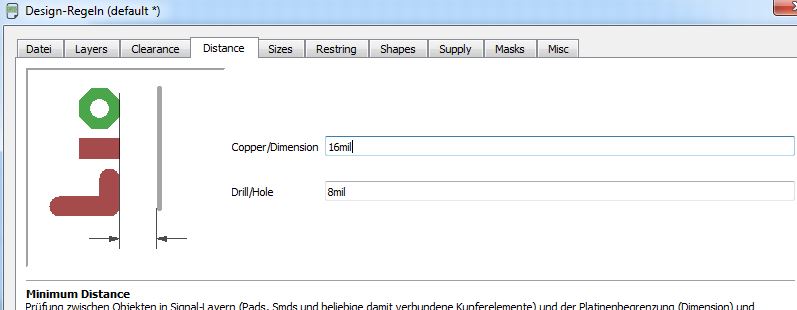 Design-Regeln (default *)
Datei Layers Clearance Distance Sizes Restring Shapes Supply Masks Misc
Copper/Dimension 16mil
Drill/Hole 8mil
Minimum Distance
Prüfung zwischen Objekten in Signal-Layern (Pads, Smds und beliebige damit verbundene Kupferelemente) und der Platinenbegrenzung (Dimension) und